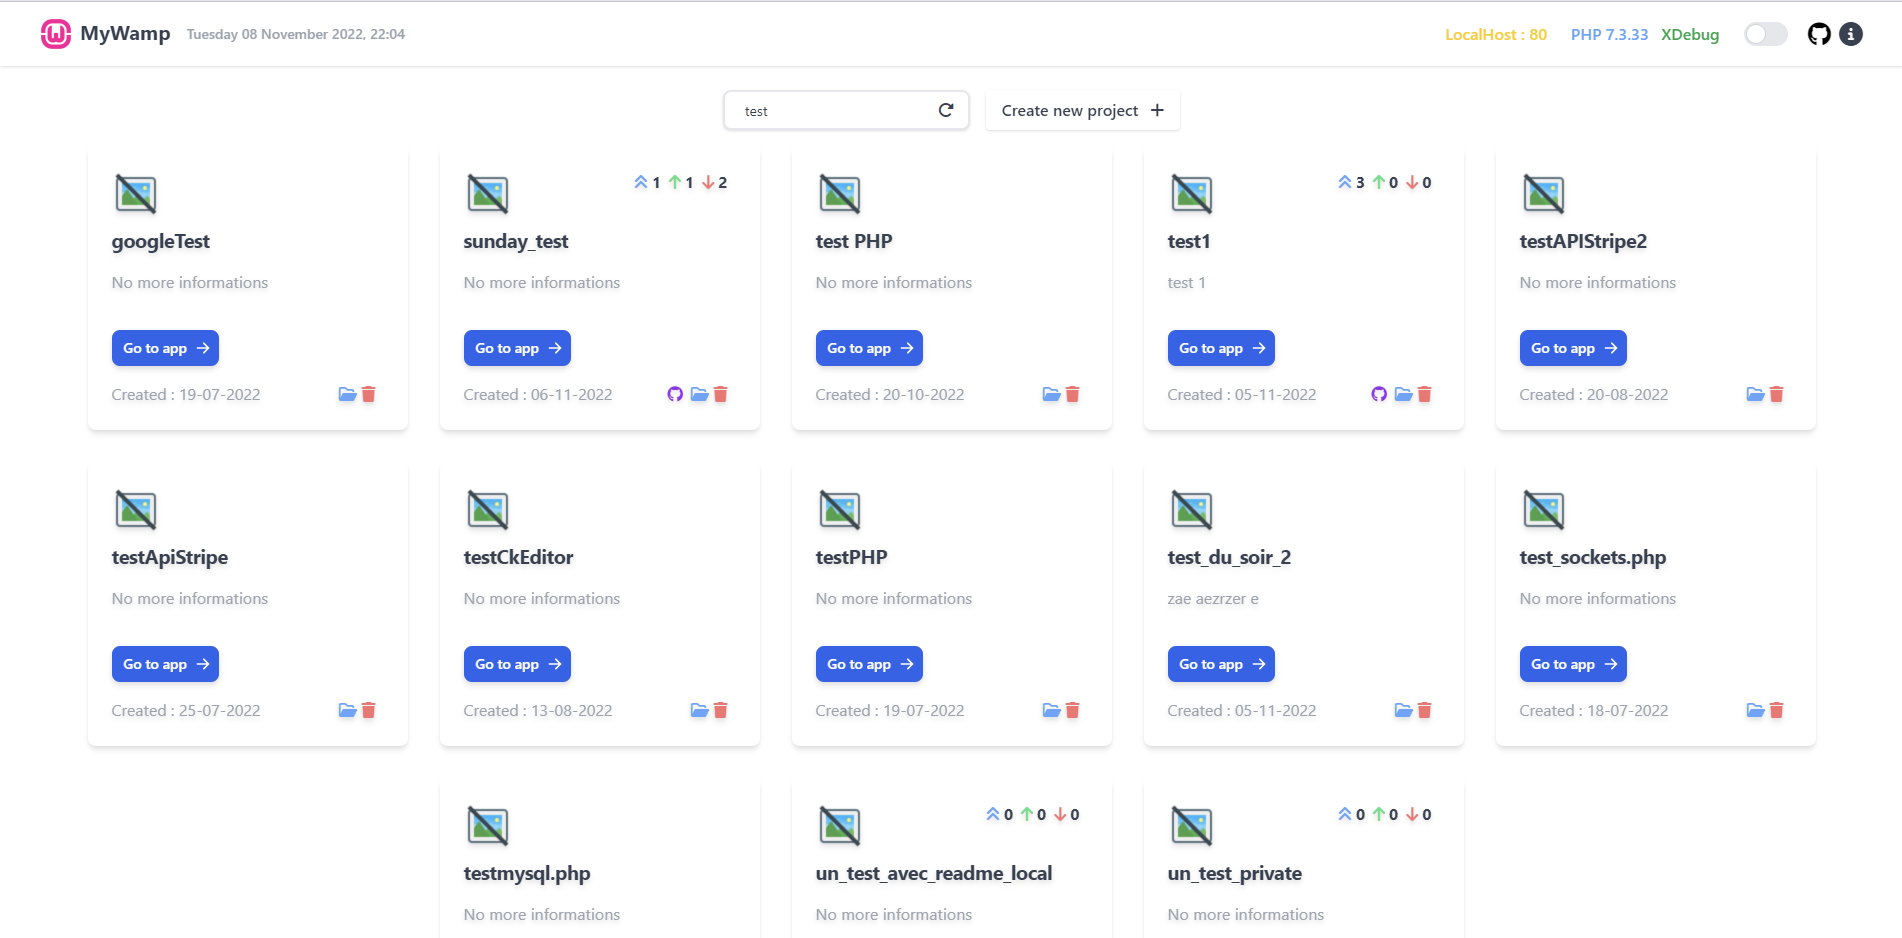 MyWamp Tuesday 08 November 2022, 22:04 LocalHost : 80 PHP 7.3.33 XDebug
test Create new project
1 1 2 3 0 0
googleTest sunday_test test PHP test1 testAPIStripe2
No more informations No more informations No more informations test 1 No more informations
Go to app Go to app Go to app Go to app Go to app
Created : 19-07-2022 Created : 06-11-2022 Created : 20-10-2022 Created : 05-11-2022 Created : 20-08-2022
testApiStripe testCkEditor testPHP test_du_soir_2 test_sockets.php
No more informations No more informations No more informations zae aezrzer e No more informations
Go to app Go to app Go to app Go to app Go to app
Created : 25-07-2022 Created : 13-08-2022 Created : 19-07-2022 Created : 05-11-2022 Created : 18-07-2022
0 0 0 0 0 0
testmysql.php un_test_avec_readme_local un_test_private
No more informations No more informations No more informations